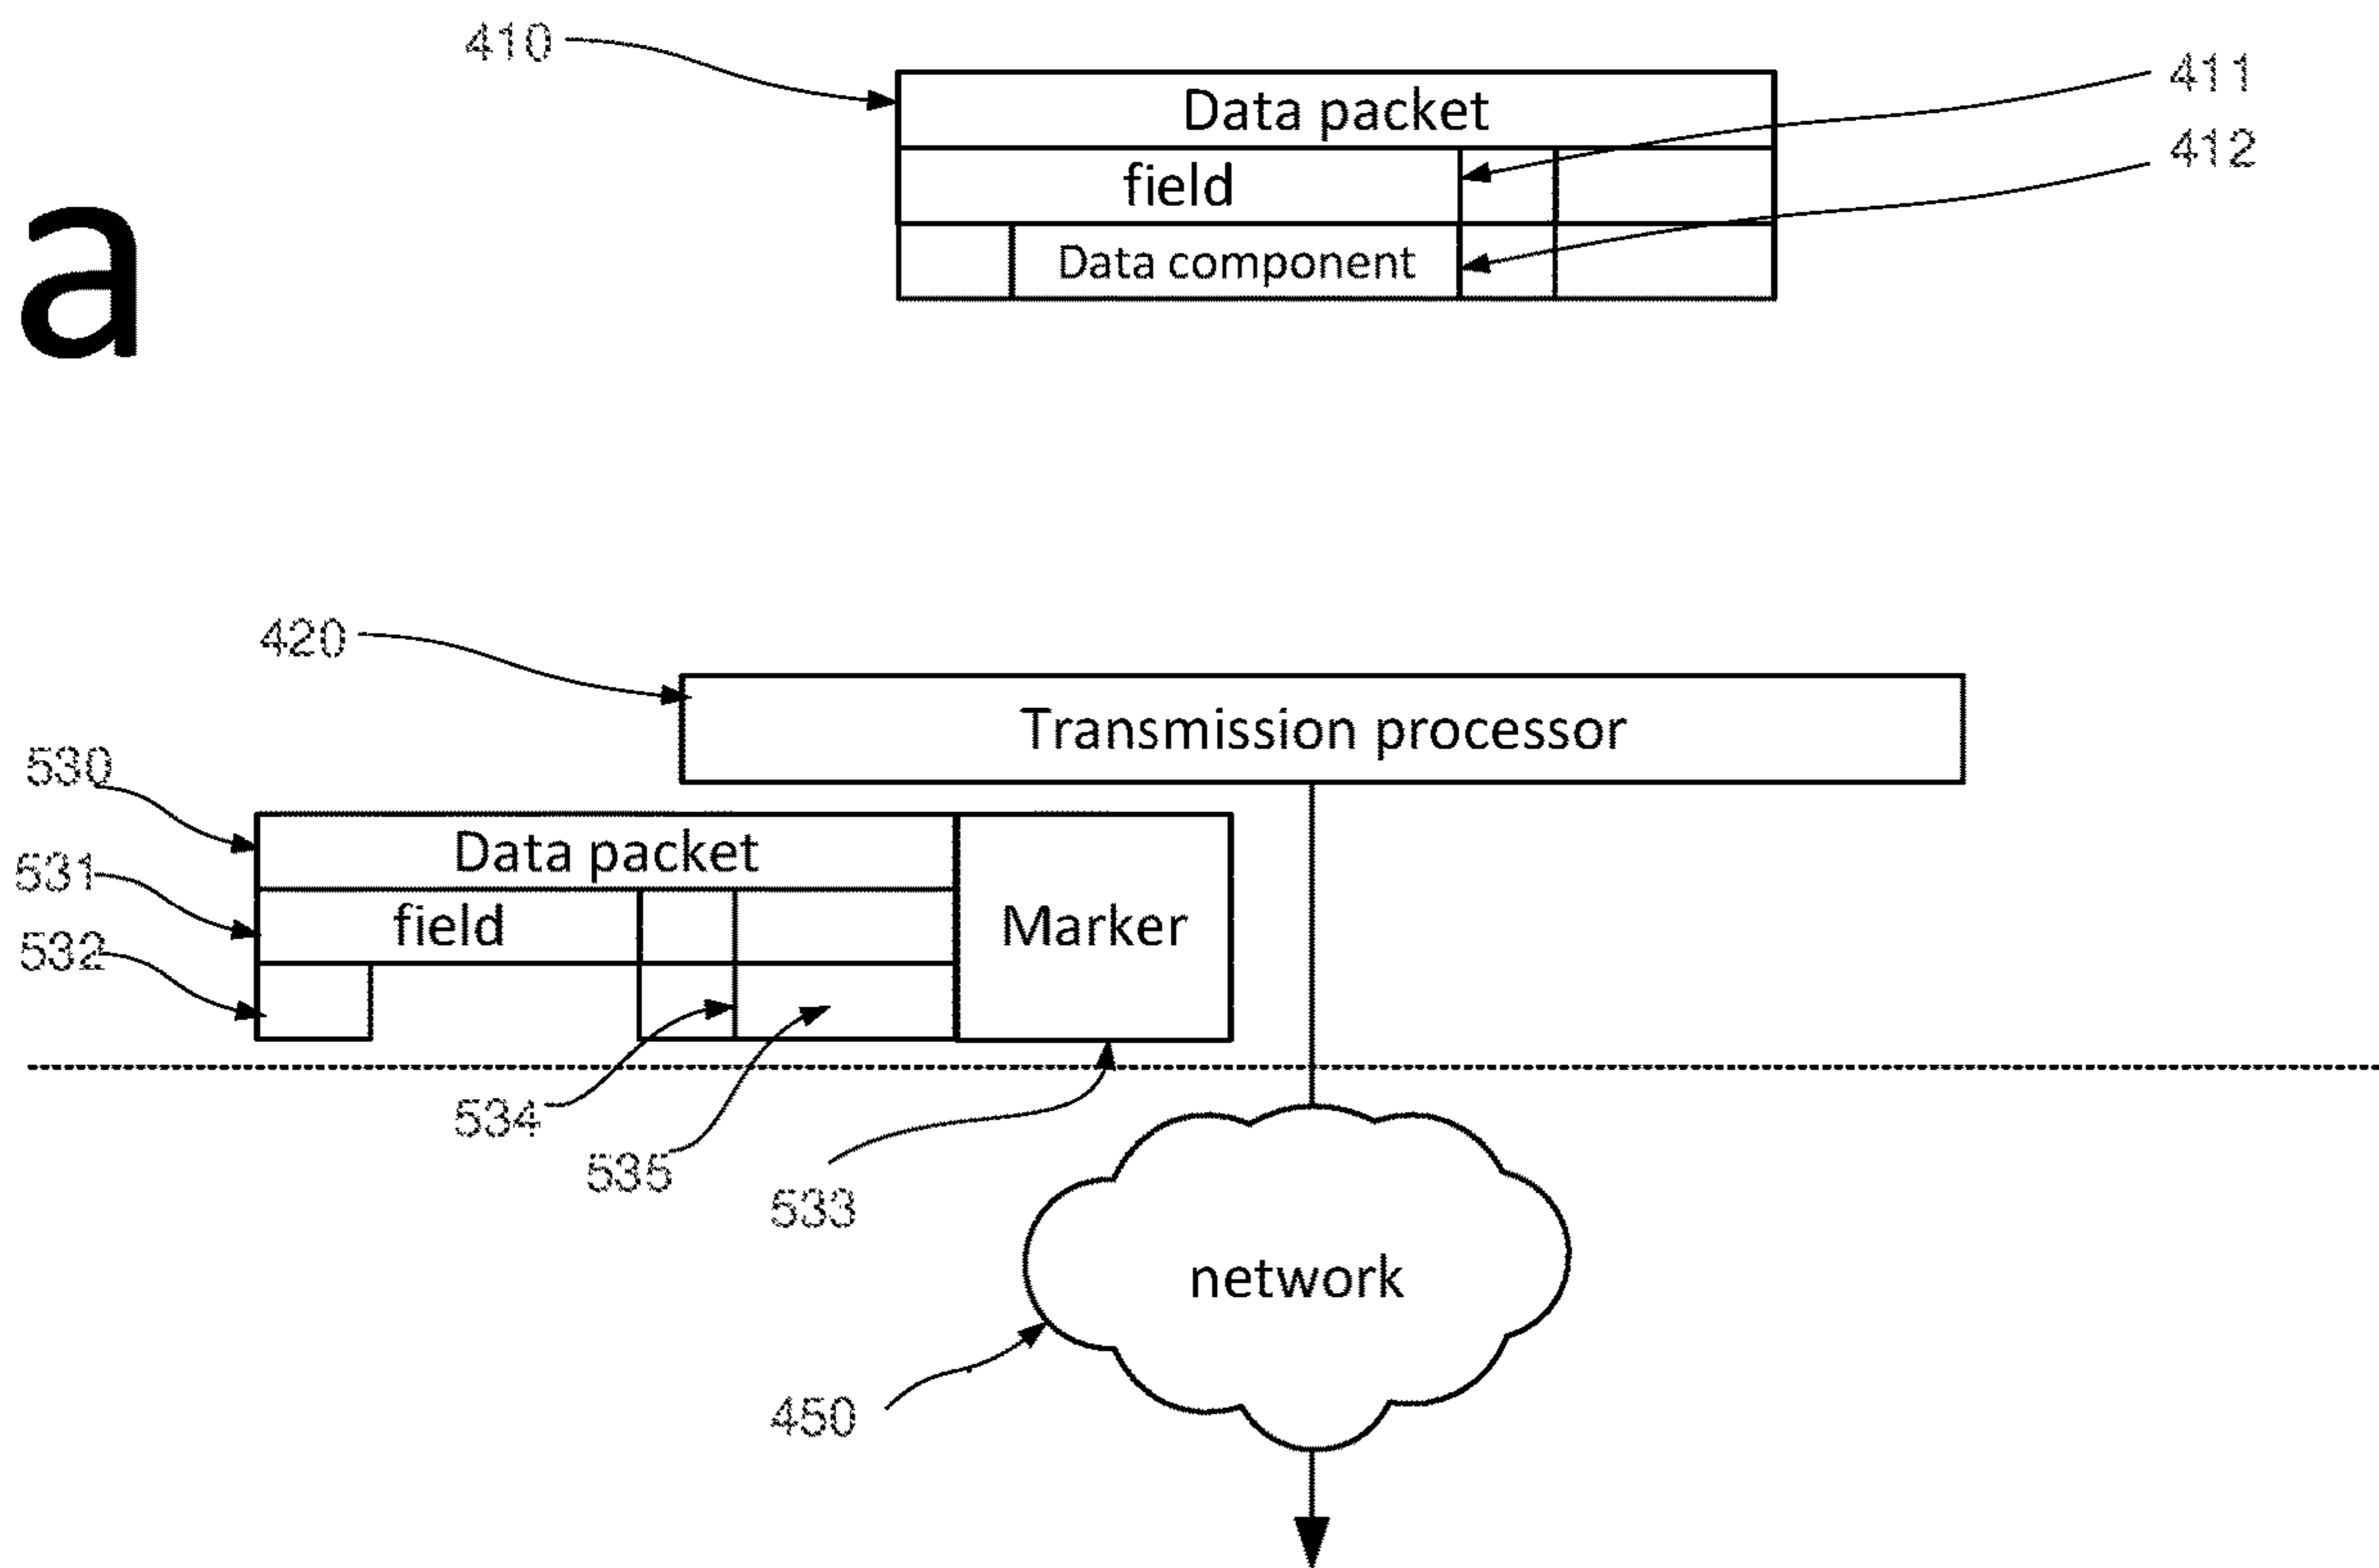 410
411
Data packet
412
field
Data component
a
420
Transmission processor
530
Data packet
531
field
Marker
532
534
535
533
network
450